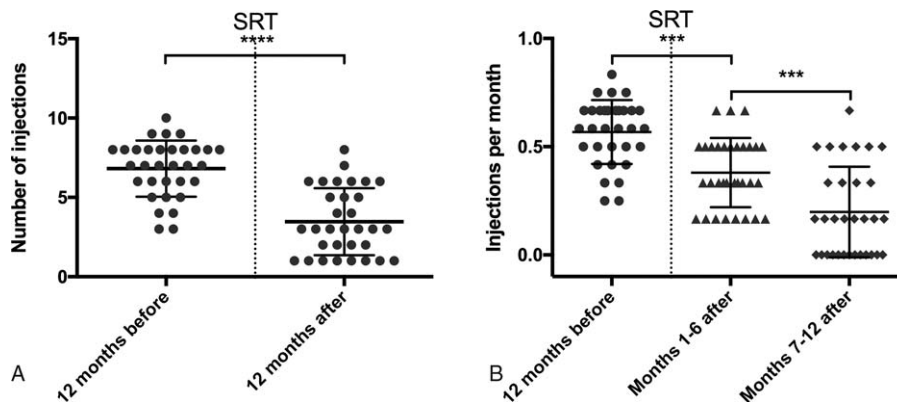 SRT
****
15
10
5
0
Number of injections
12 months before
12 months after
A
SRT
***
***
1.0
0.5
0.0
Injections per month
12 months before
Months 1-6 after
Months 7-12 after
B